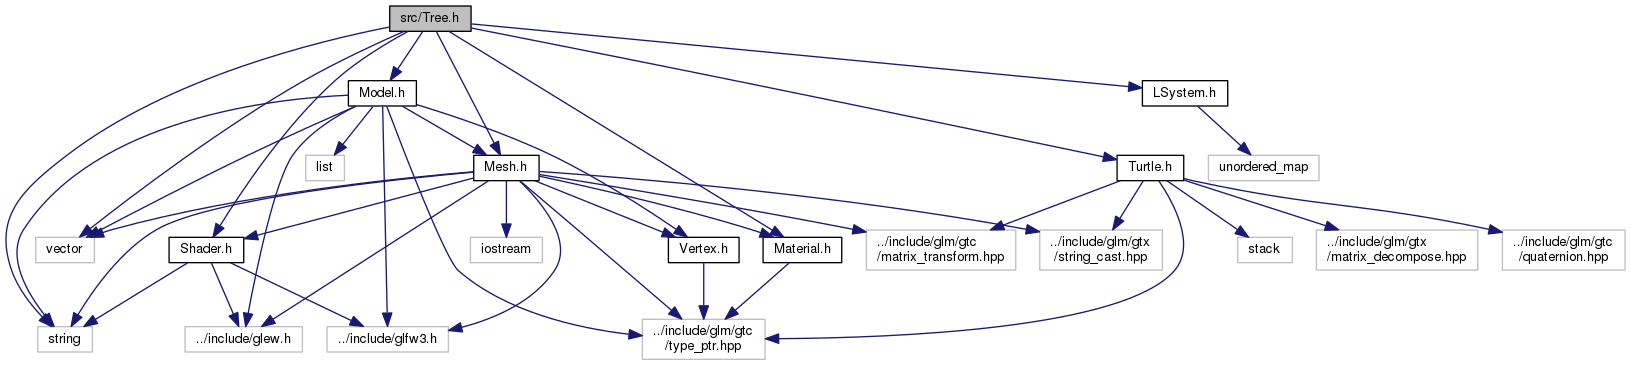 src/Tree.h
Model.h
LSystem.h
list
Mesh.h
Turtle.h
unordered_map
vector
Shader.h
iostream
Vertex.h
Material.h
../include/glm/gtc
/matrix_transform.hpp
../include/glm/gtx
/string_cast.hpp
stack
../include/glm/gtx
/matrix_decompose.hpp
../include/glm/gtc
/quaternion.hpp
string
../include/glew.h
../include/glfw3.h
../include/glm/gtc
/type_ptr.hpp